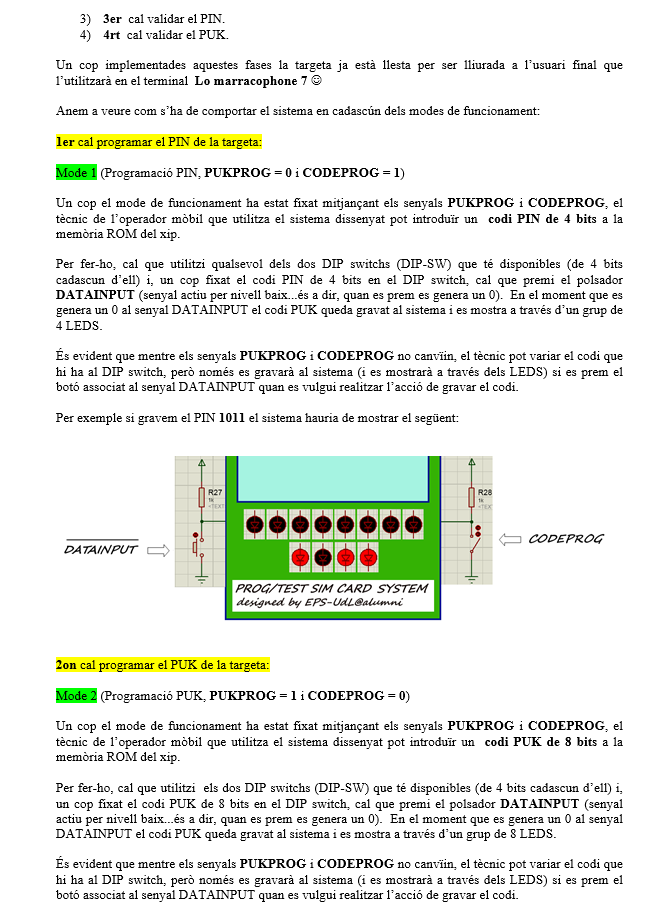 3) 3er cal validar el PIN.
4) 4rt cal validar el PUK.
Un cop implementades aquestes fases la targeta ja està llesta per ser lliurada a l'usuari final que
l'utilitzarà en el terminal Lo marracophone 7 ☺
Anem a veure com s'ha de comportar el sistema en cadascún dels modes de funcionament:
1er cal programar el PIN de la targeta:
Mode 1 (Programació PIN, PUKPROG = 0 i CODEPROG = 1)
Un cop el mode de funcionament ha estat fixat mitjançant els senyals PUKPROG i CODEPROG, el
tècnic de l'operador mòbil que utilitza el sistema dissenyat pot introduïr un codi PIN de 4 bits a la
memòria ROM del xip.
Per fer-ho, cal que utilitzi qualsevol dels dos DIP switchs (DIP-SW) que té disponibles (de 4 bits
cadascun d'ell) i, un cop fixat el codi PIN de 4 bits en el DIP switch, cal que premi el polsador
DATAINPUT (senyal actiu per nivell baix...és a dir, quan es prem es genera un 0). En el moment que es
genera un 0 al senyal DATAINPUT el codi PUK queda gravat al sistema i es mostra a través d'un grup de
4 LEDS.
És evident que mentre els senyals PUKPROG i CODEPROG no canvïin, el tècnic pot variar el codi que
hi ha al DIP switch, però només es gravarà al sistema (i es mostrarà a través dels LEDS) si es prem el
botó associat al senyal DATAINPUT quan es vulgui realitzar l'acció de gravar el codi.
Per exemple si gravem el PIN 1011 el sistema hauria de mostrar el següent:
R27
1k
<TEXT
R28
1k
<TEX
DATAINPUT
CODEPROG
PROG/TEST SIM CARD SYSTEM
designed by EPS-UdL@alumni
2on cal programar el PUK de la targeta:
Mode 2 (Programació PUK, PUKPROG = 1 i CODEPROG = 0)
Un cop el mode de funcionament ha estat fixat mitjançant els senyals PUKPROG i CODEPROG, el
tècnic de l'operador mòbil que utilitza el sistema dissenyat pot introduïr un codi PUK de 8 bits a la
memòria ROM del xip.
Per fer-ho, cal que utilitzi els dos DIP switchs (DIP-SW) que té disponibles (de 4 bits cadascun d'ell) i,
un cop fixat el codi PUK de 8 bits en el DIP switch, cal que premi el polsador DATAINPUT (senyal
actiu per nivell baix...és a dir, quan es prem es genera un 0). En el moment que es genera un 0 al senyal
DATAINPUT el codi PUK queda gravat al sistema i es mostra a través d'un grup de 8 LEDS.
És evident que mentre els senyals PUKPROG i CODEPROG no canvïin, el tècnic pot variar el codi que
hi ha al DIP switch, però només es gravarà al sistema (i es mostrarà a través dels LEDS) si es prem el
botó associat al senyal DATAINPUT quan es vulgui realitzar l'acció de gravar el codi.